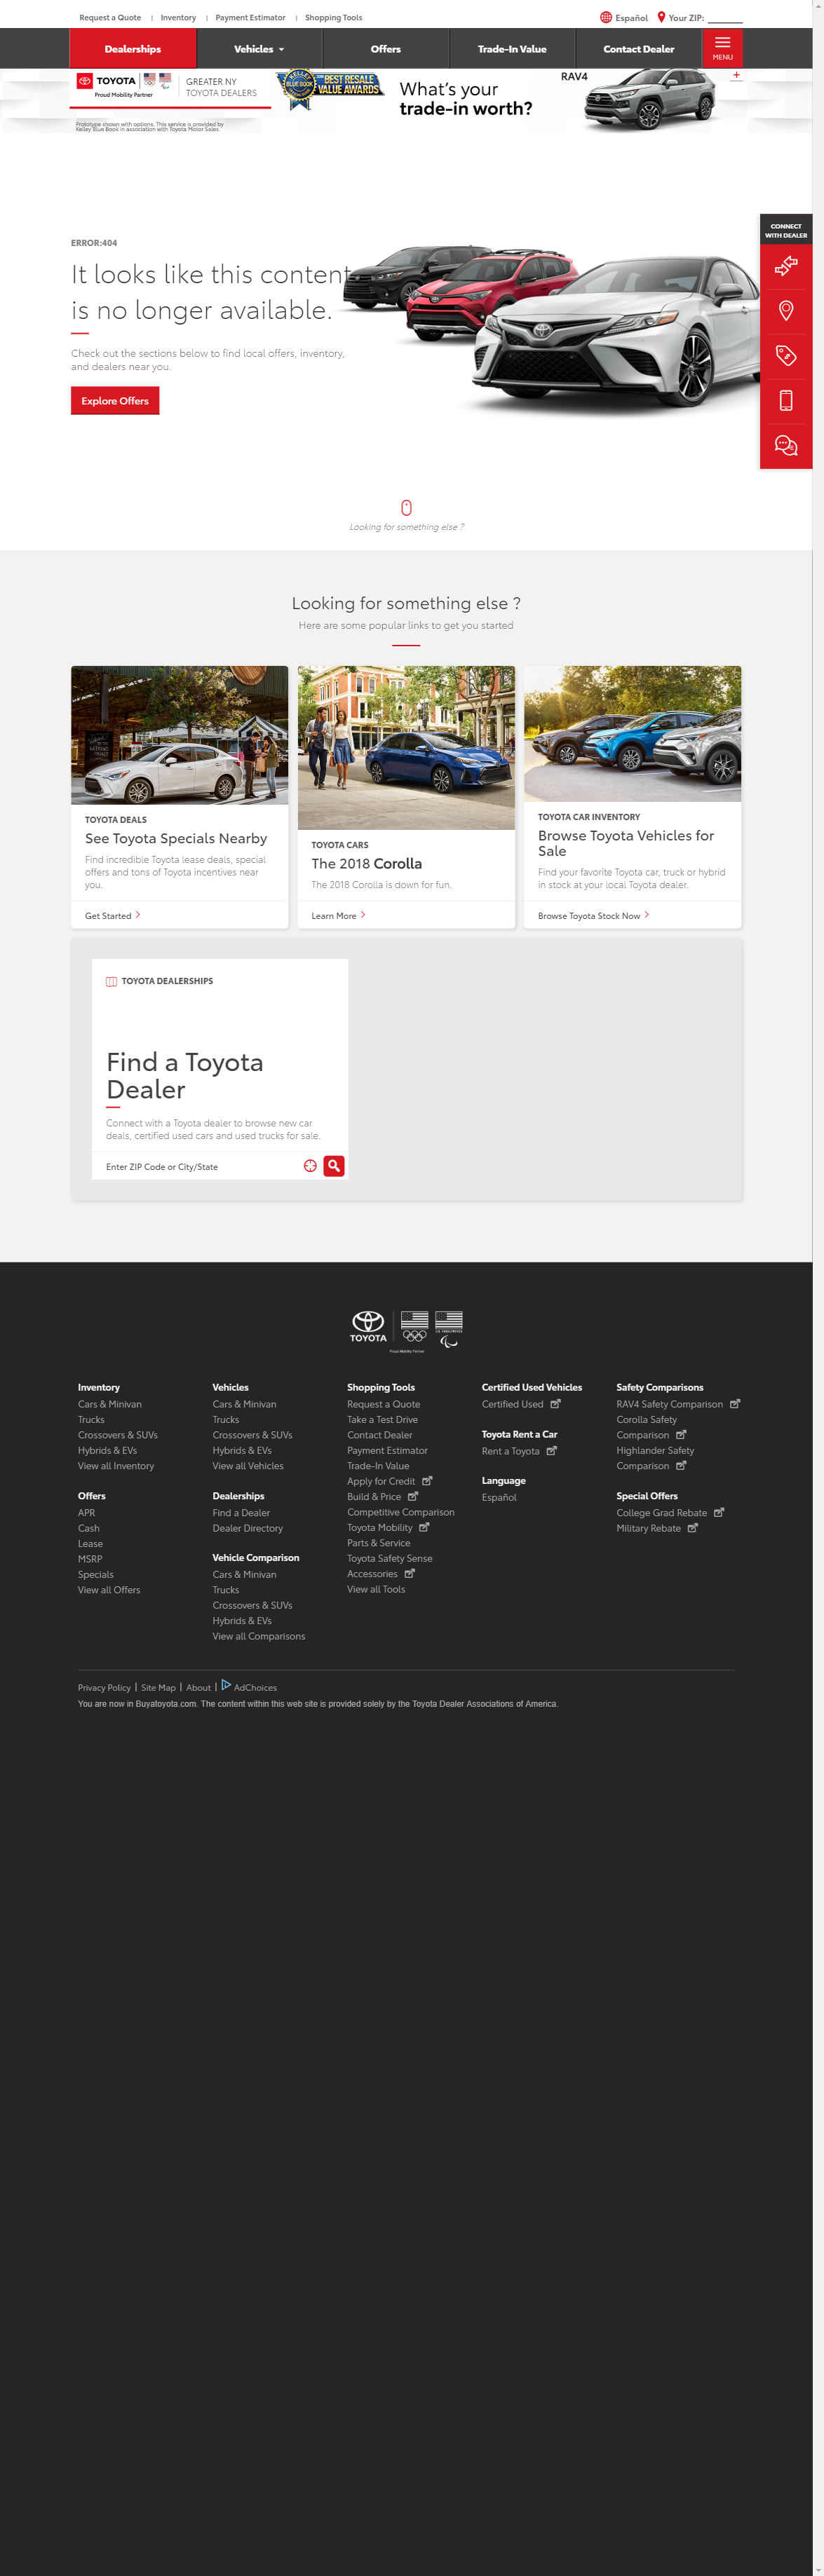 Request a Quote | Inventory | Payment Estimator | Shopping Tools
Español Your ZIP:
Dealerships Vehicles Offers Trade-In Value Contact Dealer MENU
TOYOTA
Proud Mobility Partner
GREATER NY
TOYOTA DEALERS
KELLEY BLUE BOOK
BEST RESALE
VALUE AWARDS
What's your
trade-in worth?
RAV4
+
Prototype shown with options. This service is provided by
Kelley Blue Book in association with Toyota Motor Sales.
CONNECT
WITH DEALER
ERROR:404
It looks like this content
is no longer available.
Check out the sections below to find local offers, inventory,
and dealers near you.
Explore Offers
Looking for something else ?
Looking for something else ?
Here are some popular links to get you started
TOYOTA DEALS
See Toyota Specials Nearby
Find incredible Toyota lease deals, special
offers and tons of Toyota incentives near
you.
Get Started
TOYOTA CARS
The 2018 Corolla
The 2018 Corolla is down for fun.
Learn More
TOYOTA CAR INVENTORY
Browse Toyota Vehicles for
Sale
Find your favorite Toyota car, truck or hybrid
in stock at your local Toyota dealer.
Browse Toyota Stock Now
TOYOTA DEALERSHIPS
Find a Toyota
Dealer
Connect with a Toyota dealer to browse new car
deals, certified used cars and used trucks for sale.
Enter ZIP Code or City/State
TOYOTA
Proud Mobility Partner
Inventory
Cars & Minivan
Trucks
Crossovers & SUVs
Hybrids & EVs
View all Inventory
Offers
APR
Cash
Lease
MSRP
Specials
View all Offers
Vehicles
Cars & Minivan
Trucks
Crossovers & SUVs
Hybrids & EVs
View all Vehicles
Dealerships
Find a Dealer
Dealer Directory
Vehicle Comparison
Cars & Minivan
Trucks
Crossovers & SUVs
Hybrids & EVs
View all Comparisons
Shopping Tools
Request a Quote
Take a Test Drive
Contact Dealer
Payment Estimator
Trade-In Value
Apply for Credit
Build & Price
Competitive Comparison
Toyota Mobility
Parts & Service
Toyota Safety Sense
Accessories
View all Tools
Certified Used Vehicles
Certified Used
Toyota Rent a Car
Rent a Toyota
Language
Español
Safety Comparisons
RAV4 Safety Comparison
Corolla Safety
Comparison
Highlander Safety
Comparison
Special Offers
College Grad Rebate
Military Rebate
Privacy Policy | Site Map | About | AdChoices
You are now in Buyatoyota.com. The content within this web site is provided solely by the Toyota Dealer Associations of America.